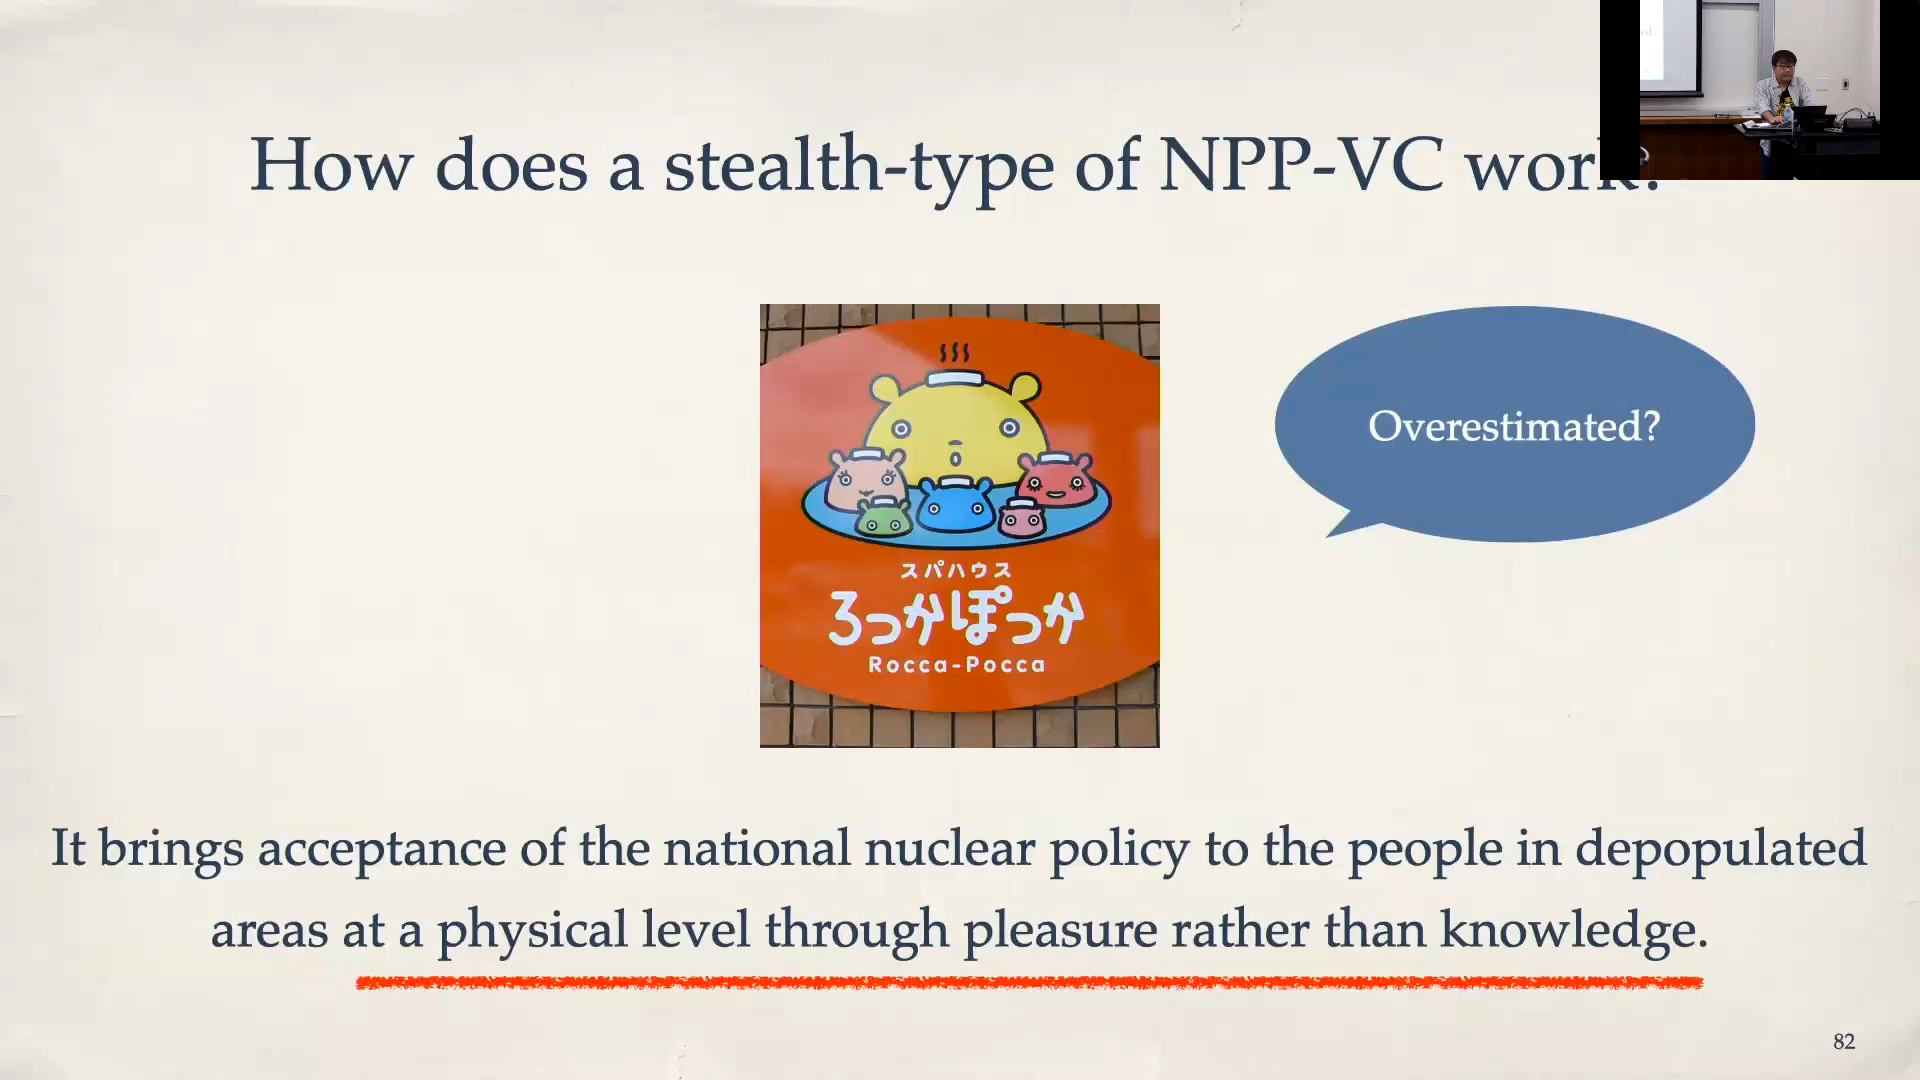 How does a stealth-type of NPP-VC work?
Overestimated?
スパハウス
ろっかぽっか
Rocca-Pocca
It brings acceptance of the national nuclear policy to the people in depopulated
areas at a physical level through pleasure rather than knowledge.
82